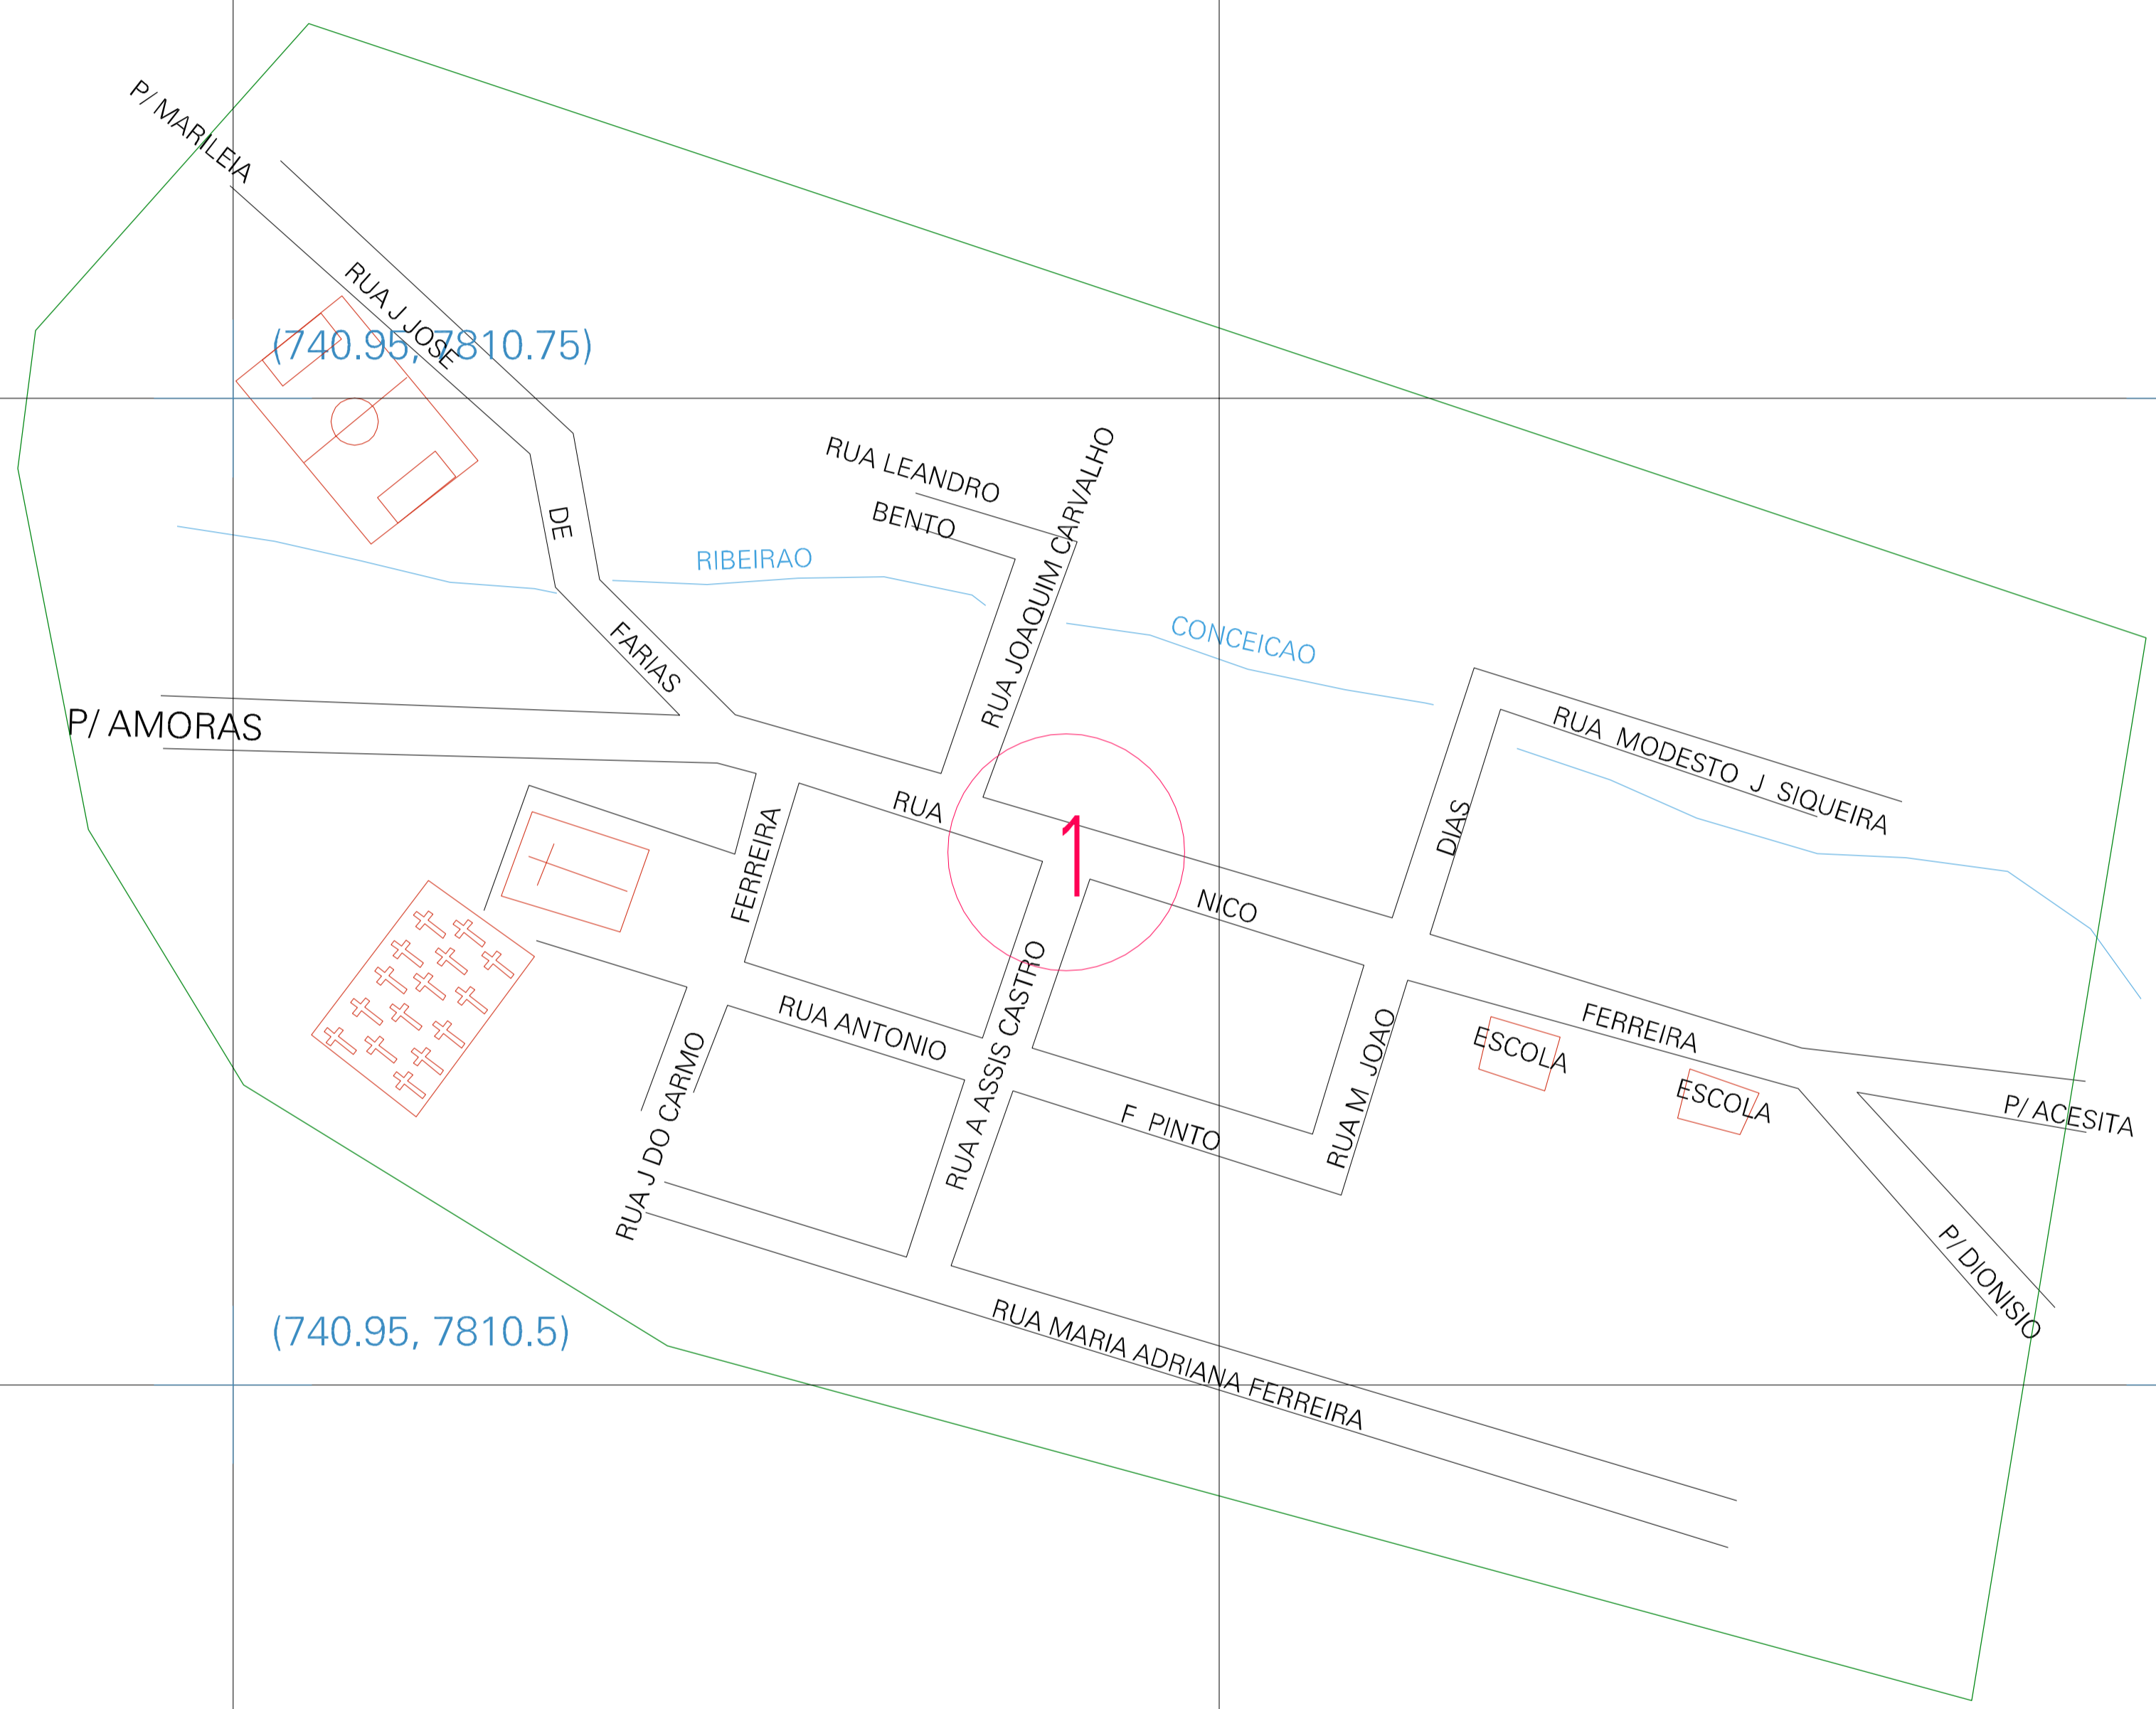 P/ MARILEIA
RUA J JOSE
(740.95, 7810.75)
DE
FARIAS
RUA LEANDRO
BENTO
RUA JOAQUIM CARVALHO
RIBEIRAO
CONCEICAO
P/ AMORAS
RUA MODESTO J SIQUEIRA
RUA
1
NICO
DIAS
FERREIRA
FERREIRA
RUA ANTONIO
F PINTO
RUA A ASSIS CASTRO
RUA M JOAO
ESCOLA
ESCOLA
P/ ACESITA
RUA J DO CARMO
P/ DIONISIO
(740.95, 7810.5)
RUA MARIA ADRIANA FERREIRA